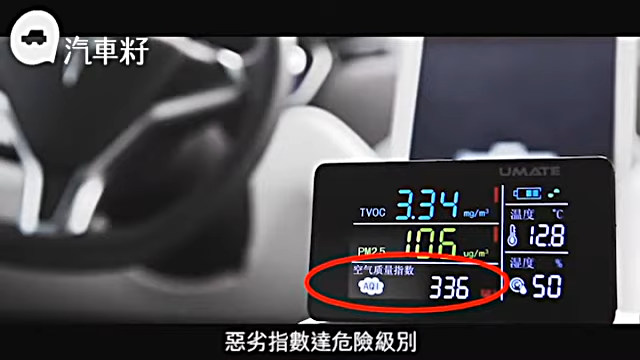 汽車籽
UMATE
TVOC 3.34 mg/m³
温度 ℃
12.8
PM2.5 106 ug/m³
空气质量指数
AQI 336
湿度 %
50
惡劣指數達危險級別